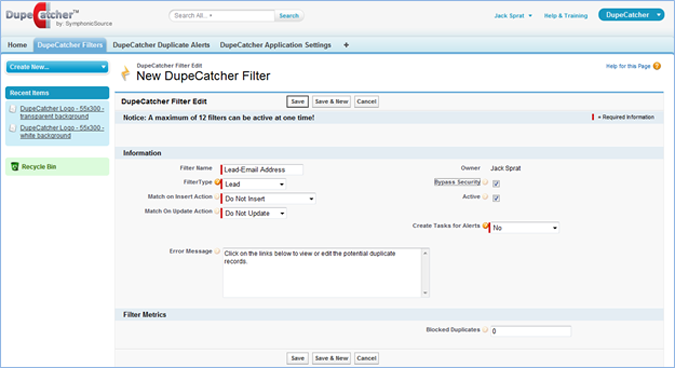 DupeCatcher™
by: SymphonicSource
Search All...
Search
Jack Sprat
Help & Training
DupeCatcher
Home
DupeCatcher Filters
DupeCatcher Duplicate Alerts
DupeCatcher Application Settings
+
Create New...
Recent Items
DupeCatcher Logo - 55x300 -
transparent background
DupeCatcher Logo - 55x300 -
white background
Recycle Bin
DupeCatcher Filter Edit
New DupeCatcher Filter
Help for this Page
DupeCatcher Filter Edit
Save
Save & New
Cancel
Notice: A maximum of 12 filters can be active at one time!
= Required Information
Information
Filter Name
Lead-Email Address
Owner
Jack Sprat
FilterType
Lead
Bypass Security
Match on Insert Action
Do Not Insert
Active
Match On Update Action
Do Not Update
Create Tasks for Alerts
No
Error Message
Click on the links below to view or edit the potential duplicate
records.
Filter Metrics
Blocked Duplicates
0
Save
Save & New
Cancel